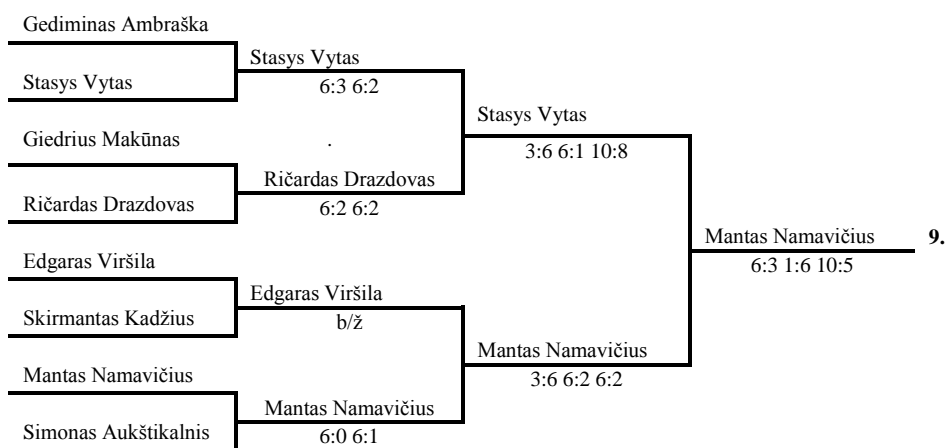 Gediminas Ambraška
Stasys Vytas
Stasys Vytas
6:3 6:2
Giedrius Makūnas
.
Stasys Vytas
3:6 6:1 10:8
Ričardas Drazdovas
Ričardas Drazdovas
6:2 6:2
Mantas Namavičius
9.
6:3 1:6 10:5
Edgaras Viršila
Edgaras Viršila
b/ž
Skirmantas Kadžius
Mantas Namavičius
3:6 6:2 6:2
Mantas Namavičius
Mantas Namavičius
6:0 6:1
Simonas Aukštikalnis